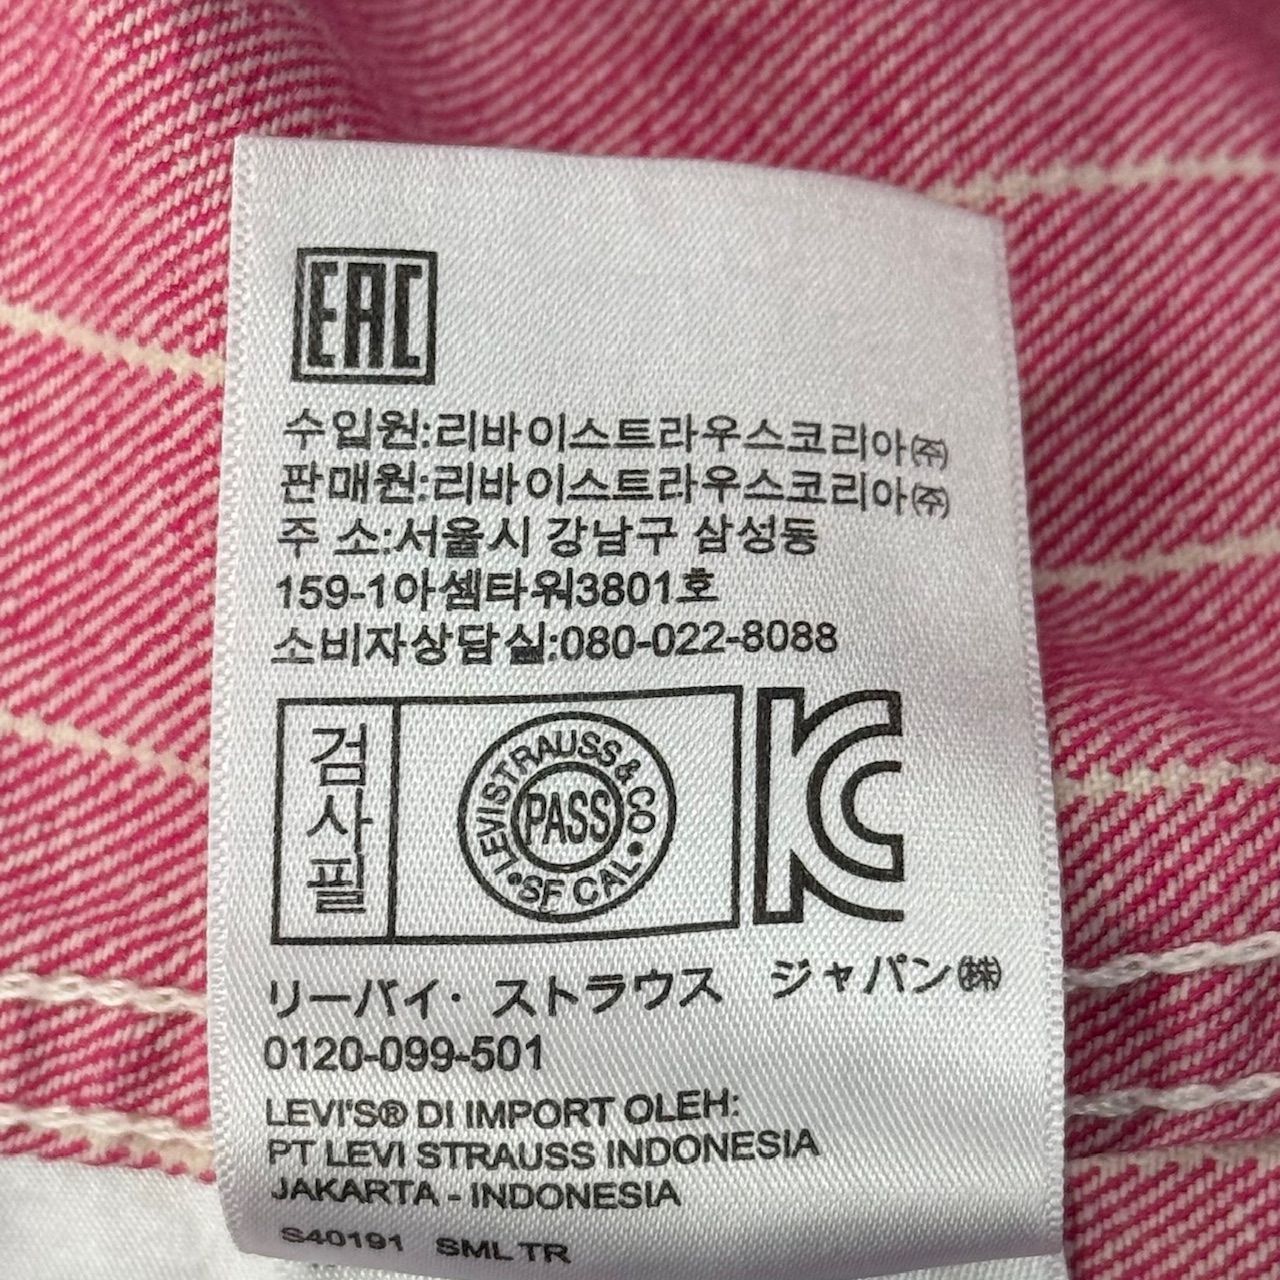 EAC
수입원:리바이스트라우스코리아㈜
판매원:리바이스트라우스코리아㈜
주 소:서울시 강남구 삼성동
159-1아셈타워3801호
소비자상담실:080-022-8088
검사필
LEVI STRAUSS & CO • SF CAL •
PASS
KC
リーバイ・ストラウス ジャパン㈱
0120-099-501
LEVI'S® DI IMPORT OLEH:
PT LEVI STRAUSS INDONESIA
JAKARTA - INDONESIA
S40191 SML TR